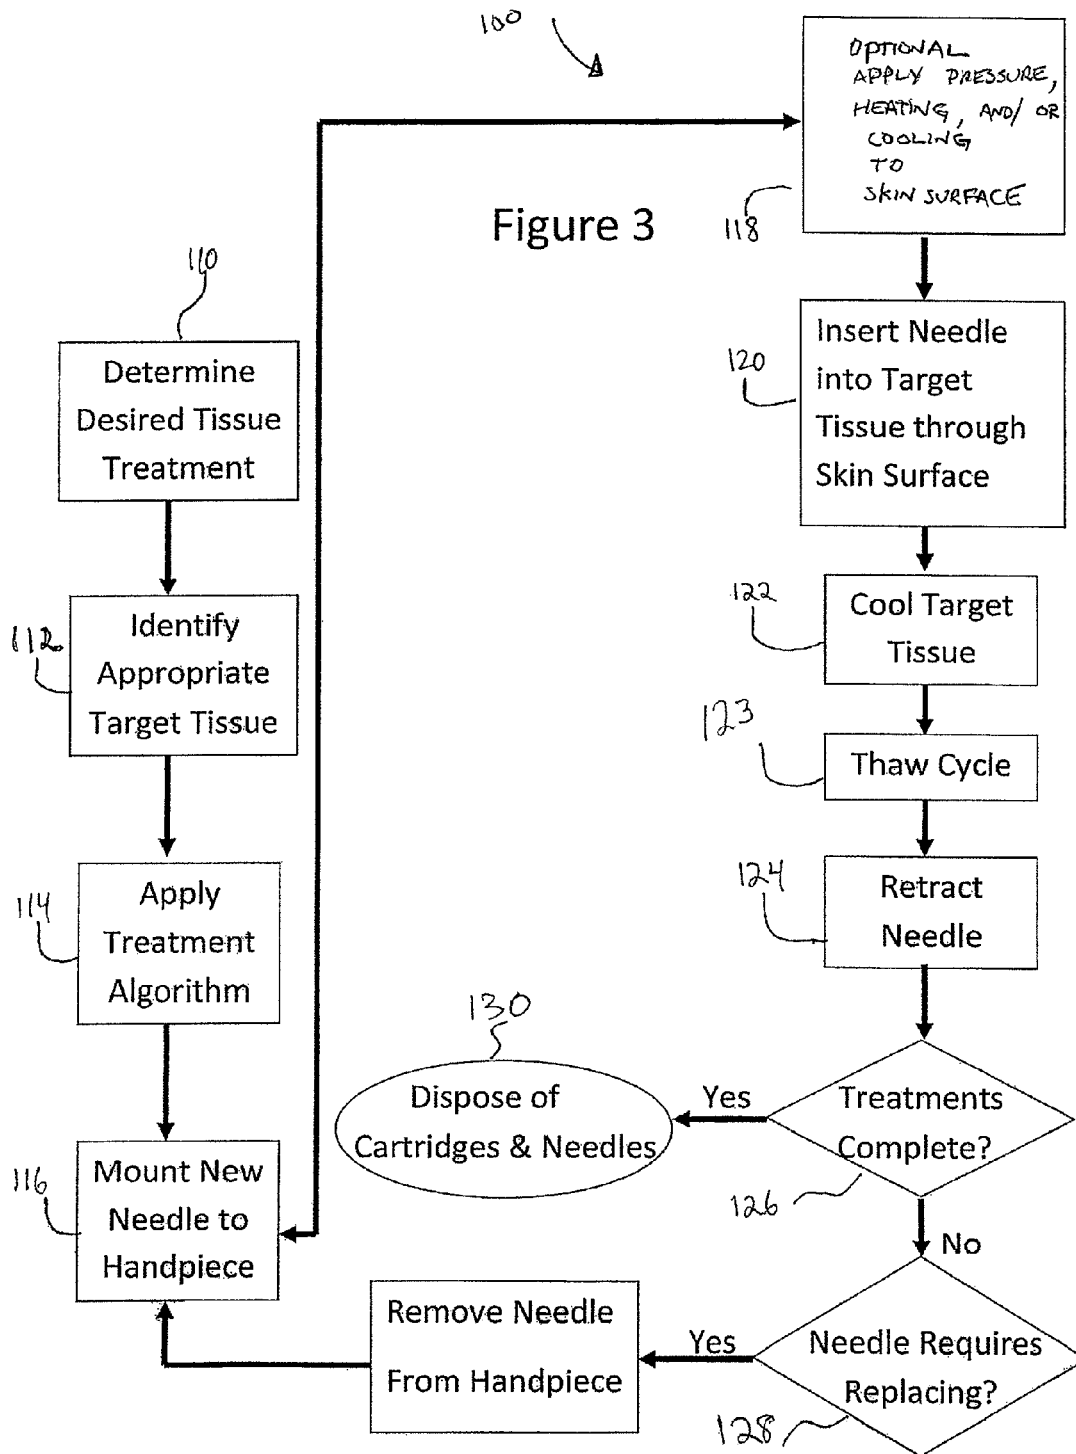 100
OPTIONAL
APPLY PRESSURE,
HEATING, AND/OR
COOLING
TO
SKIN SURFACE
118
Figure 3
110
Determine
Desired Tissue
Treatment
112
Identify
Appropriate
Target Tissue
114
Apply
Treatment
Algorithm
116
Mount New
Needle to
Handpiece
120
Insert Needle
into Target
Tissue through
Skin Surface
122
Cool Target
Tissue
123
Thaw Cycle
124
Retract
Needle
Treatments
Complete?
126
Yes
130
Dispose of
Cartridges & Needles
No
Needle Requires
Replacing?
128
Yes
Remove Needle
From Handpiece